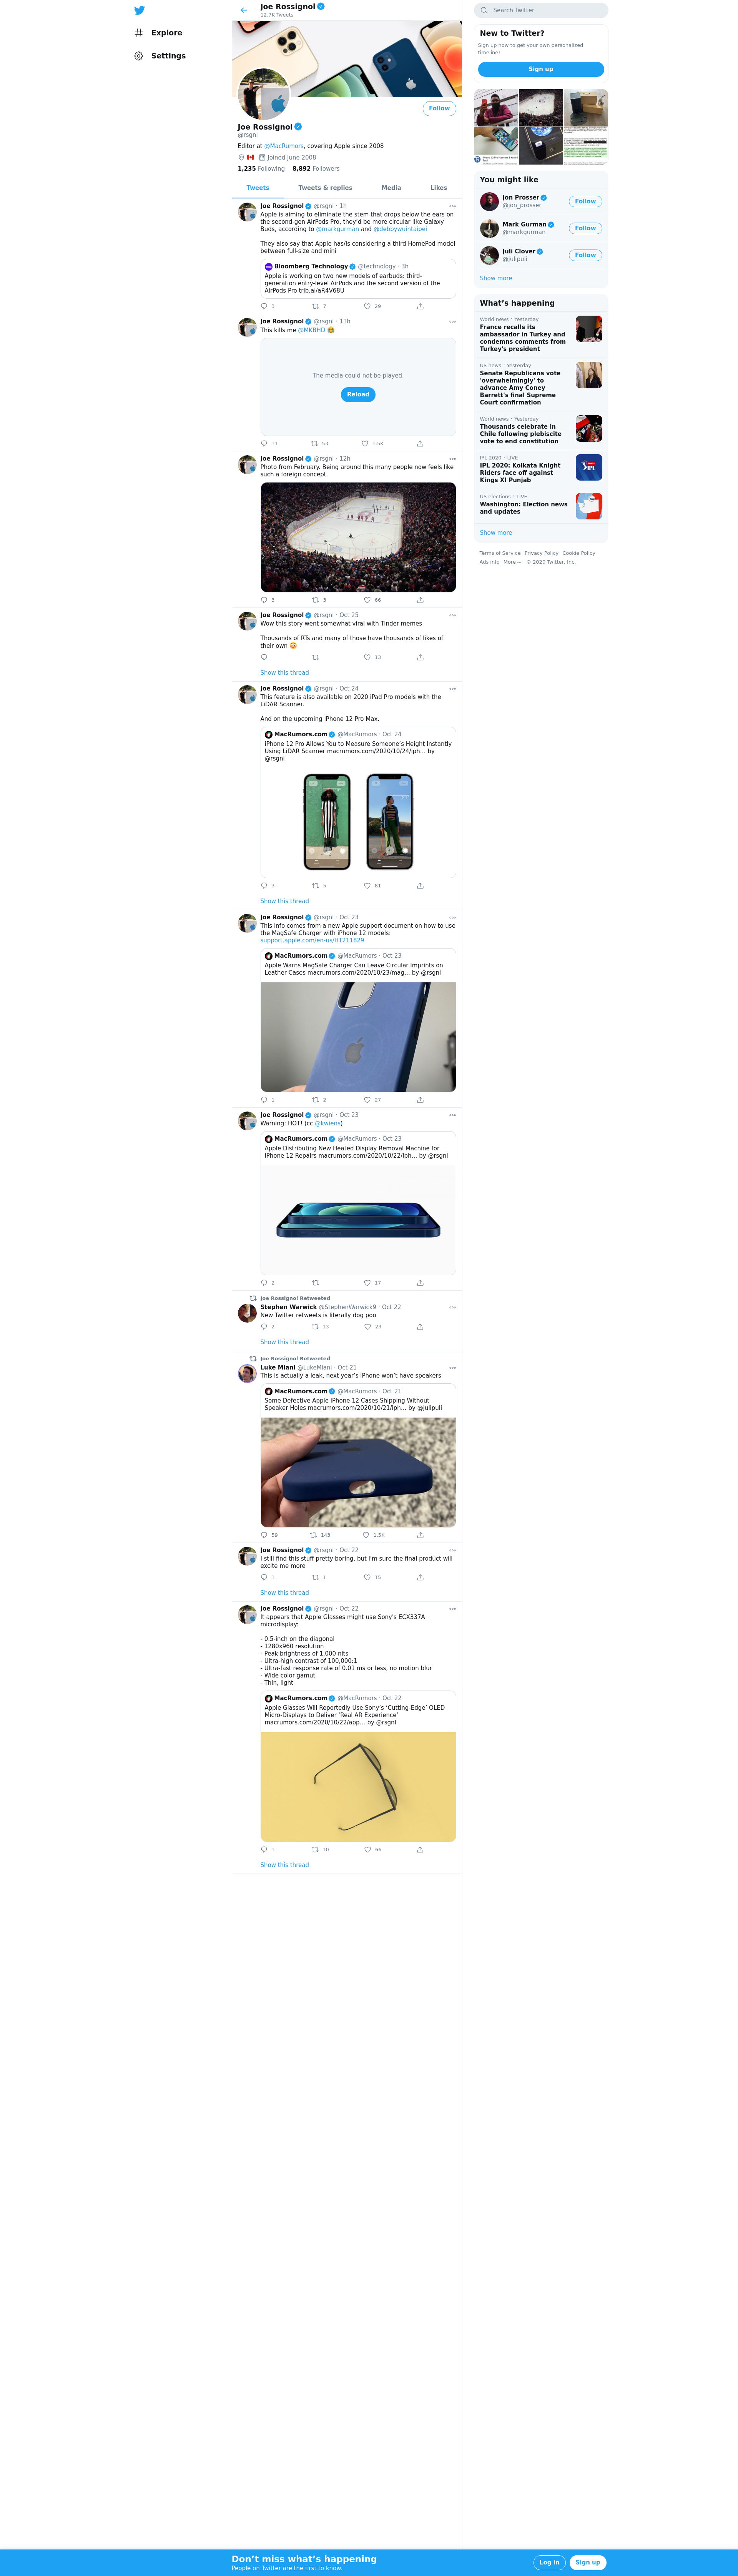 Joe Rossignol
12.7K Tweets
Explore
Settings
Follow
Joe Rossignol
@rsgnl
Editor at @MacRumors, covering Apple since 2008
🇨🇦 Joined June 2008
1,235 Following 8,892 Followers
Tweets Tweets & replies Media Likes
Joe Rossignol @rsgnl · 1h
Apple is aiming to eliminate the stem that drops below the ears on
the second-gen AirPods Pro, they'd be more circular like Galaxy
Buds, according to @markgurman and @debbywuintaipei
They also say that Apple has/is considering a third HomePod model
between full-size and mini
Bloomberg Technology @technology · 3h
Apple is working on two new models of earbuds: third-
generation entry-level AirPods and the second version of the
AirPods Pro trib.al/aR4V68U
3 7 29
Joe Rossignol @rsgnl · 11h
This kills me @MKBHD 😂
The media could not be played.
Reload
11 53 1.5K
Joe Rossignol @rsgnl · 12h
Photo from February. Being around this many people now feels like
such a foreign concept.
3 3 66
Joe Rossignol @rsgnl · Oct 25
Wow this story went somewhat viral with Tinder memes
Thousands of RTs and many of those have thousands of likes of
their own 😳
13
Show this thread
Joe Rossignol @rsgnl · Oct 24
This feature is also available on 2020 iPad Pro models with the
LiDAR Scanner.
And on the upcoming iPhone 12 Pro Max.
MacRumors.com @MacRumors · Oct 24
iPhone 12 Pro Allows You to Measure Someone's Height Instantly
Using LiDAR Scanner macrumors.com/2020/10/24/iph... by
@rsgnl
3 5 81
Show this thread
Joe Rossignol @rsgnl · Oct 23
This info comes from a new Apple support document on how to use
the MagSafe Charger with iPhone 12 models:
support.apple.com/en-us/HT211829
MacRumors.com @MacRumors · Oct 23
Apple Warns MagSafe Charger Can Leave Circular Imprints on
Leather Cases macrumors.com/2020/10/23/mag... by @rsgnl
1 2 27
Joe Rossignol @rsgnl · Oct 23
Warning: HOT! (cc @kwiens)
MacRumors.com @MacRumors · Oct 23
Apple Distributing New Heated Display Removal Machine for
iPhone 12 Repairs macrumors.com/2020/10/22/iph... by @rsgnl
2 17
Joe Rossignol Retweeted
Stephen Warwick @StephenWarwick9 · Oct 22
New Twitter retweets is literally dog poo
2 13 23
Show this thread
Joe Rossignol Retweeted
Luke Miani @LukeMiani · Oct 21
This is actually a leak, next year's iPhone won't have speakers
MacRumors.com @MacRumors · Oct 21
Some Defective Apple iPhone 12 Cases Shipping Without
Speaker Holes macrumors.com/2020/10/21/iph... by @julipuli
59 143 1.5K
Joe Rossignol @rsgnl · Oct 22
I still find this stuff pretty boring, but I'm sure the final product will
excite me more
1 1 15
Show this thread
Joe Rossignol @rsgnl · Oct 22
It appears that Apple Glasses might use Sony's ECX337A
microdisplay:
- 0.5-inch on the diagonal
- 1280x960 resolution
- Peak brightness of 1,000 nits
- Ultra-high contrast of 100,000:1
- Ultra-fast response rate of 0.01 ms or less, no motion blur
- Wide color gamut
- Thin, light
MacRumors.com @MacRumors · Oct 22
Apple Glasses Will Reportedly Use Sony's 'Cutting-Edge' OLED
Micro-Displays to Deliver 'Real AR Experience'
macrumors.com/2020/10/22/app... by @rsgnl
1 10 66
Show this thread
Search Twitter
New to Twitter?
Sign up now to get your own personalized
timeline!
Sign up
You might like
Jon Prosser
@jon_prosser
Follow
Mark Gurman
@markgurman
Follow
Juli Clover
@julipuli
Follow
Show more
What's happening
World news · Yesterday
France recalls its
ambassador in Turkey and
condemns comments from
Turkey's president
US news · Yesterday
Senate Republicans vote
'overwhelmingly' to
advance Amy Coney
Barrett's final Supreme
Court confirmation
World news · Yesterday
Thousands celebrate in
Chile following plebiscite
vote to end constitution
IPL 2020 · LIVE
IPL 2020: Kolkata Knight
Riders face off against
Kings XI Punjab
US elections · LIVE
Washington: Election news
and updates
Show more
Terms of Service Privacy Policy Cookie Policy
Ads info More ··· © 2020 Twitter, Inc.
Don't miss what's happening
People on Twitter are the first to know.
Log in
Sign up